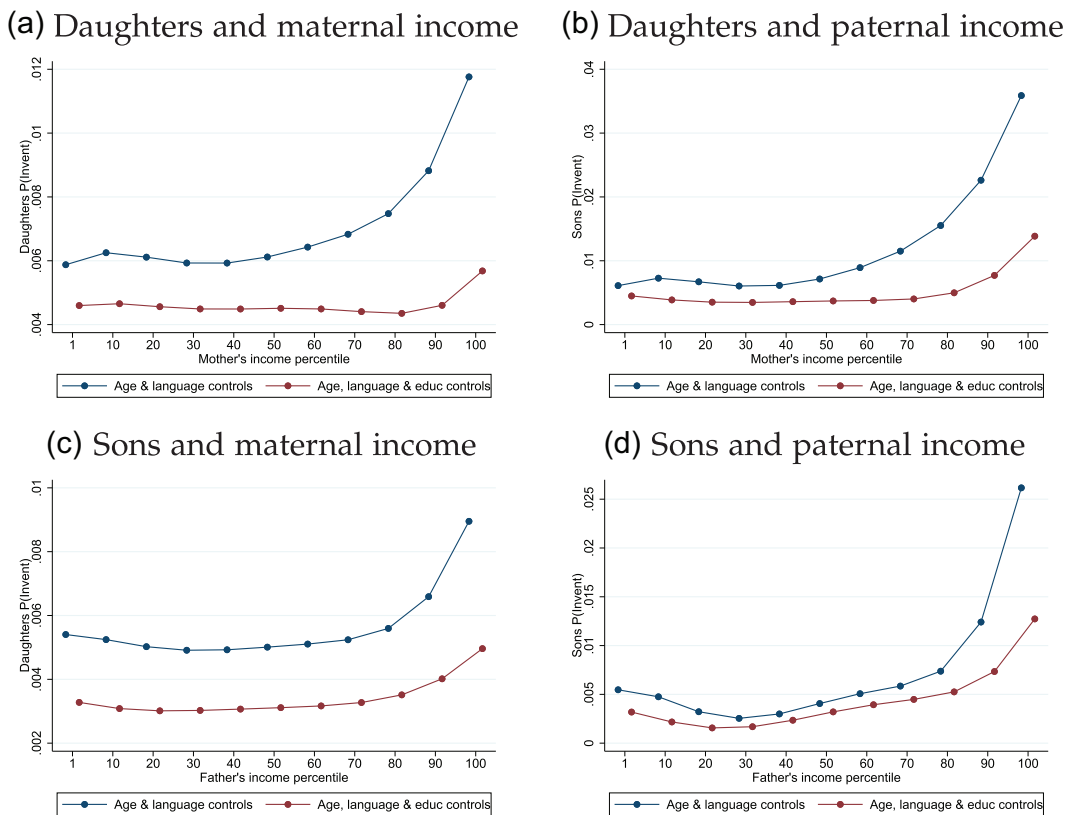 (a) Daughters and maternal income
Daughters P(Invent)
.012
.01
.008
.006
.004
1 10 20 30 40 50 60 70 80 90 100
Mother's income percentile
Age & language controls Age, language & educ controls
(b) Daughters and paternal income
Sons P(Invent)
.04
.03
.02
.01
0
1 10 20 30 40 50 60 70 80 90 100
Mother's income percentile
Age & language controls Age, language & educ controls
(c) Sons and maternal income
Daughters P(Invent)
.01
.008
.006
.004
.002
1 10 20 30 40 50 60 70 80 90 100
Father's income percentile
Age & language controls Age, language & educ controls
(d) Sons and paternal income
Sons P(Invent)
.025
.02
.015
.01
.005
0
1 10 20 30 40 50 60 70 80 90 100
Father's income percentile
Age & language controls Age, language & educ controls